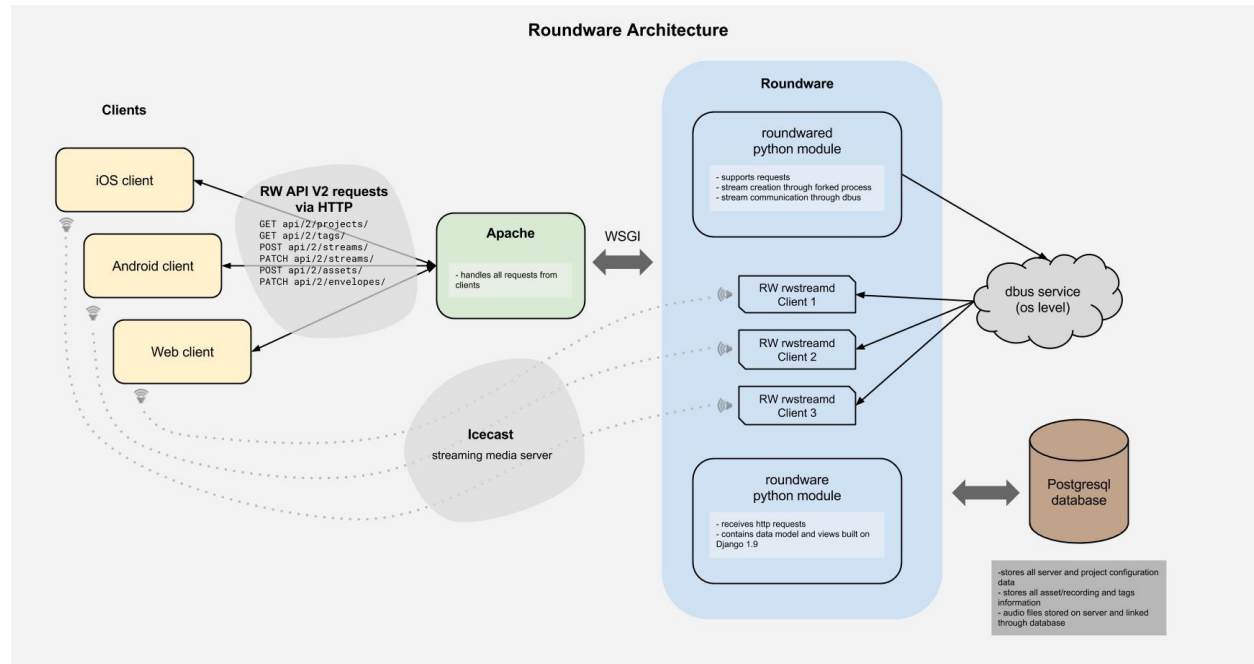 Roundware Architecture
Clients
iOS client
Android client
Web client
RW API V2 requests
via HTTP
GET api/2/projects/
GET api/2/tags/
POST api/2/streams/
PATCH api/2/streams/
POST api/2/assets/
PATCH api/2/envelopes/
Apache
- handles all requests from
clients
WSGI
Icecast
streaming media server
Roundware
roundwared
python module
- supports requests
- stream creation through forked process
- stream communication through dbus
RW rwstreamd
Client 1
RW rwstreamd
Client 2
RW rwstreamd
Client 3
roundware
python module
- receives http requests
- contains data model and views built on
Django 1.9
dbus service
(os level)
Postgresql
database
-stores all server and project configuration
data
- stores all asset/recording and tags
information
- audio files stored on server and linked
through database